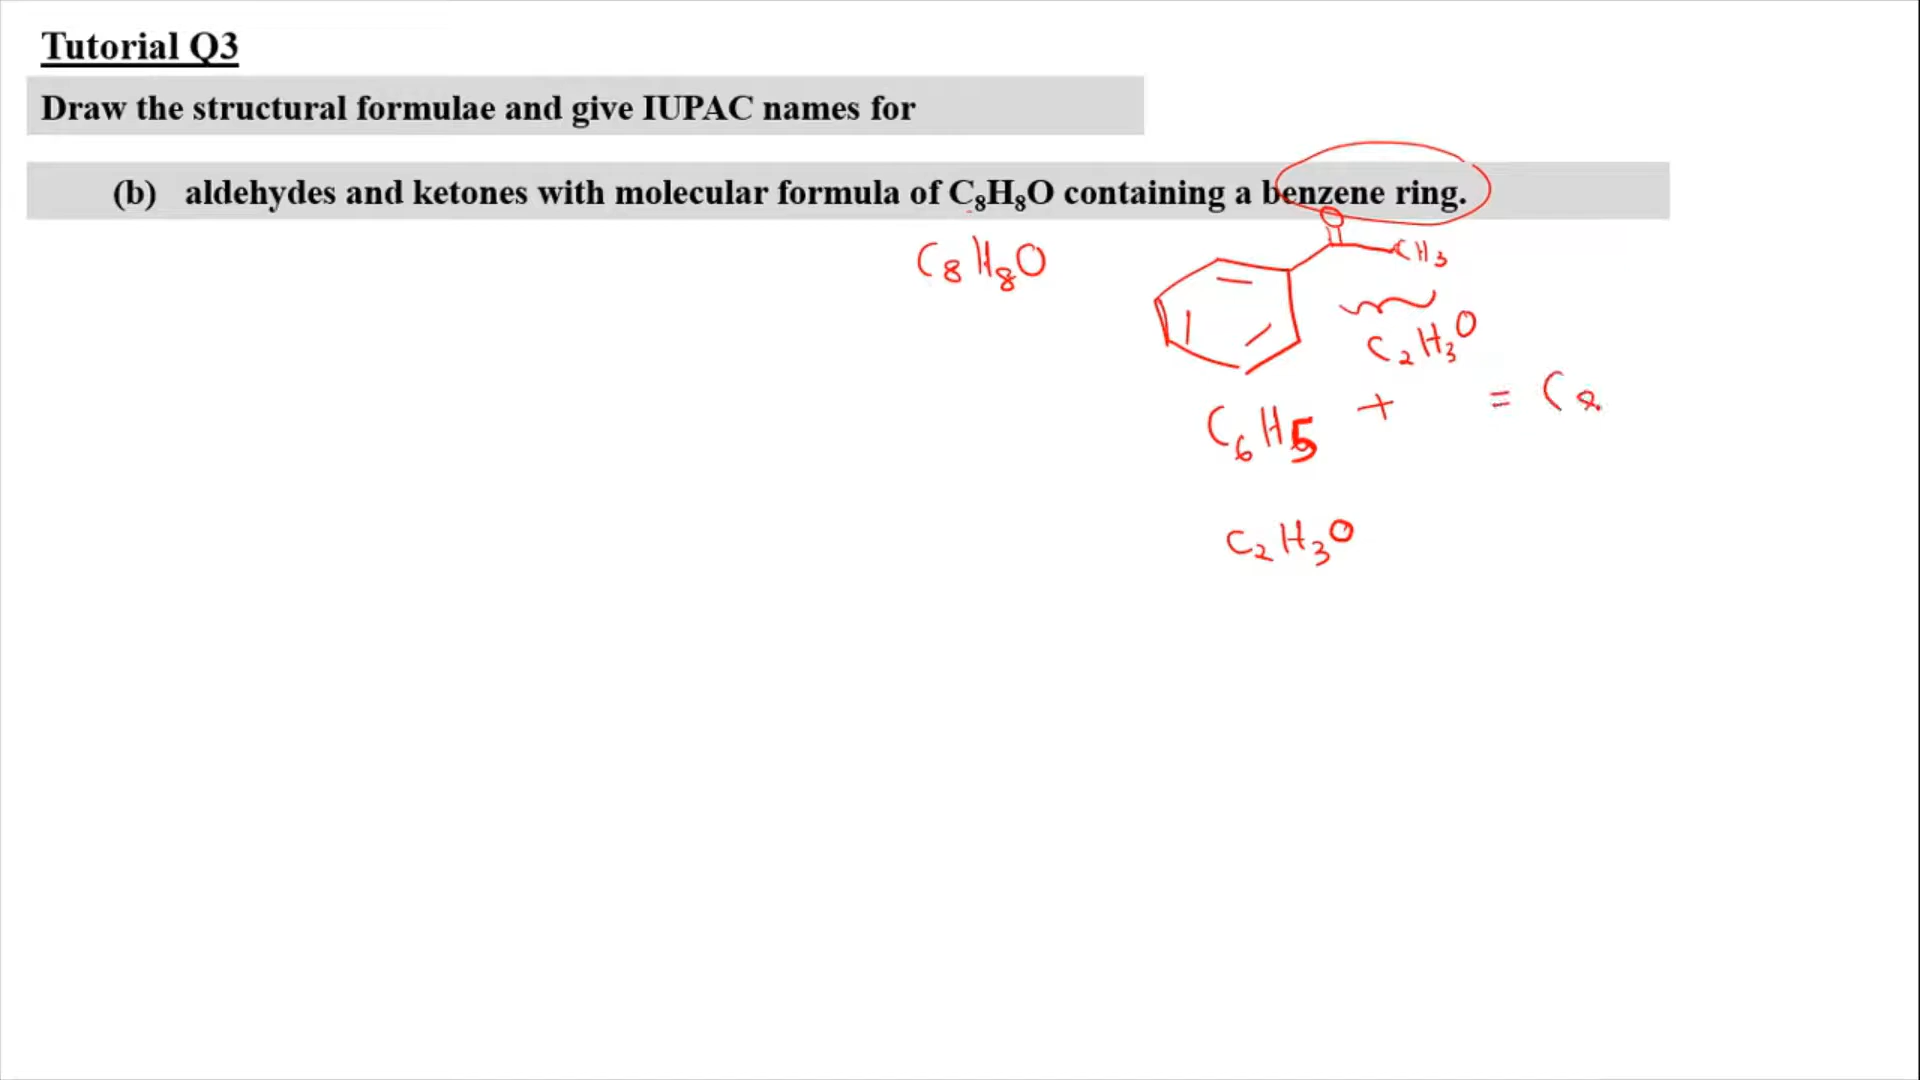 Tutorial Q3
Draw the structural formulae and give IUPAC names for
(b) aldehydes and ketones with molecular formula of C₈H₈O containing a benzene ring.
C₈H₈O
O
CH₃
C₂H₃O
C₆H₅ + = C₈
C₂H₃O